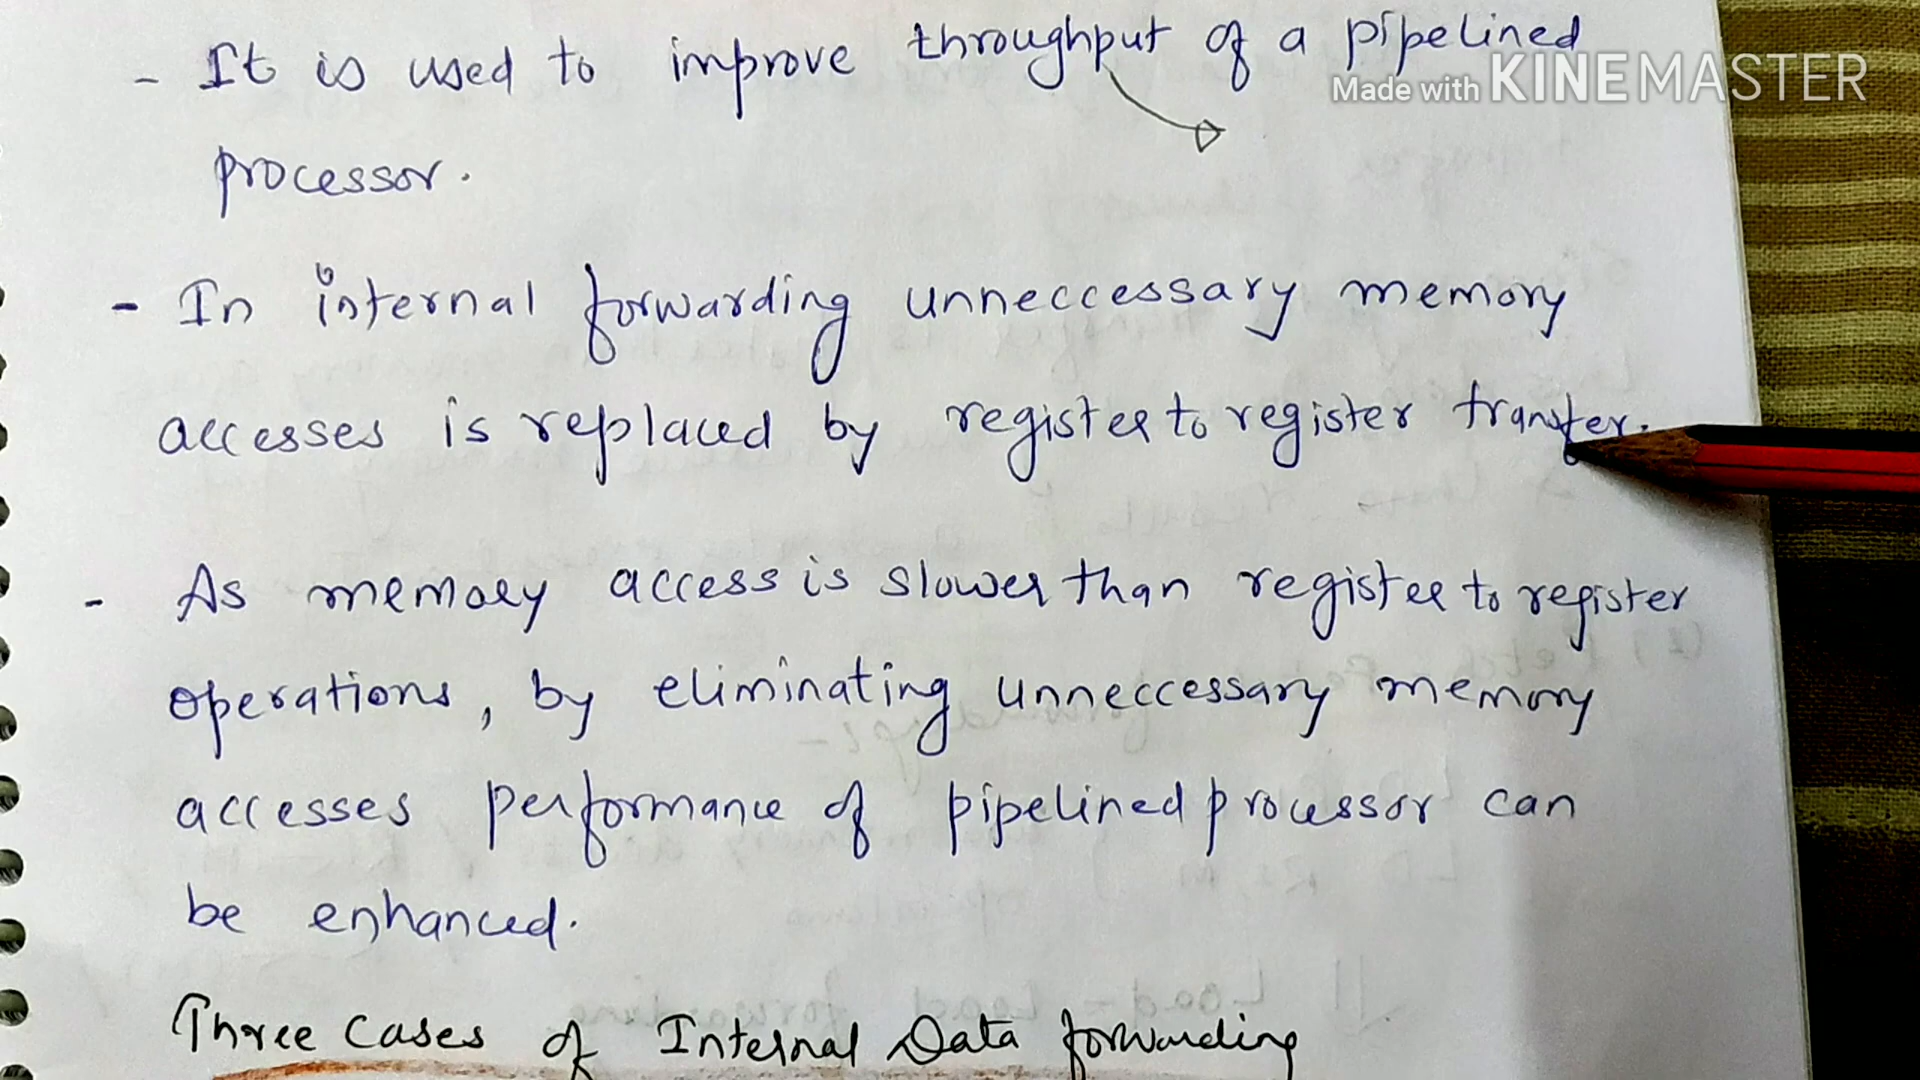 - It is used to improve throughput of a pipelined
Made with KINEMASTER
processor.
- In internal forwarding unneccessary memory
accesses is replaced by register to register transfer.
- As memory access is slower than register to register
operations, by eliminating unneccessary memory
accesses performance of pipelined processor can
be enhanced.
Three Cases of Internal Data forwarding